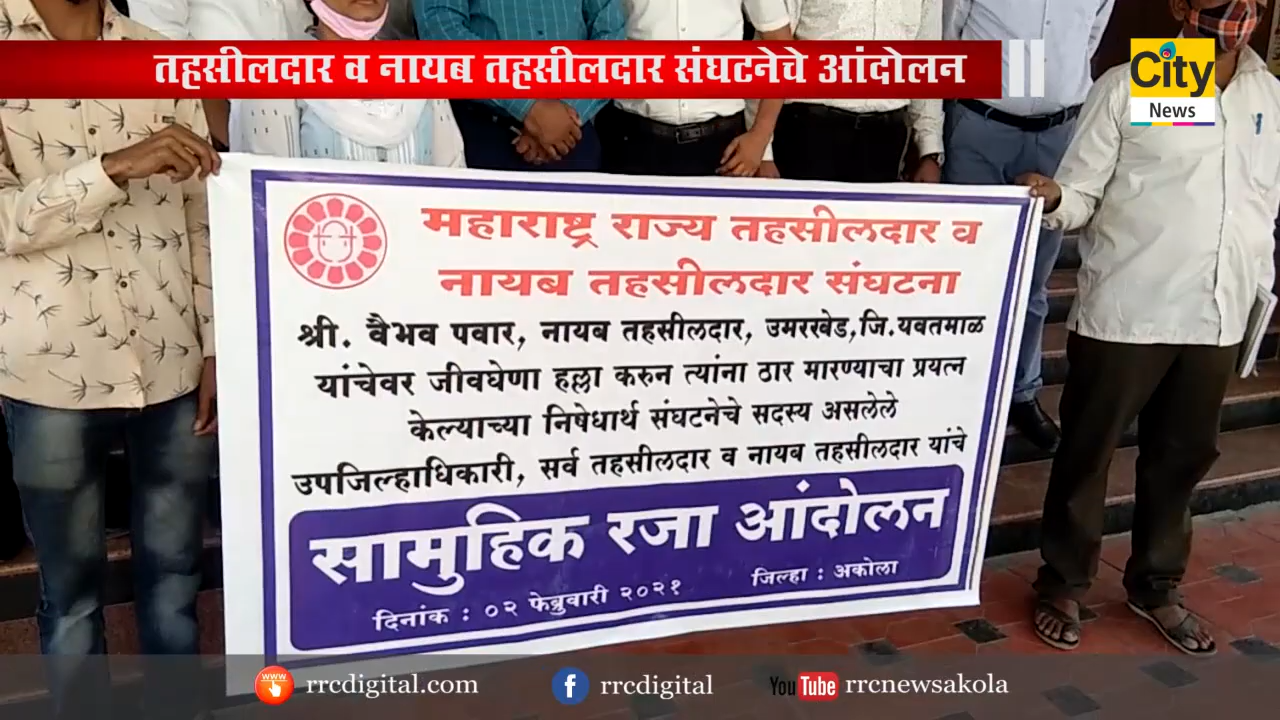 तहसीलदार व नायब तहसीलदार संघटनेचे आंदोलन
City
News
महाराष्ट्र राज्य तहसीलदार व
नायब तहसीलदार संघटना
श्री. वैभव पवार, नायब तहसीलदार, उमरखेड,जि.यवतमाळ
यांचेवर जीवघेणा हल्ला करुन त्यांना ठार मारण्याचा प्रयत्न
केल्याच्या निषेधार्थ संघटनेचे सदस्य असलेले
उपजिल्हाधिकारी, सर्व तहसीलदार व नायब तहसीलदार यांचे
सामुहिक रजा आंदोलन
दिनांक : ०२ फेब्रुवारी २०२१ जिल्हा : अकोला
www rrcdigital.com f rrcdigital YouTube rrcnewsakola